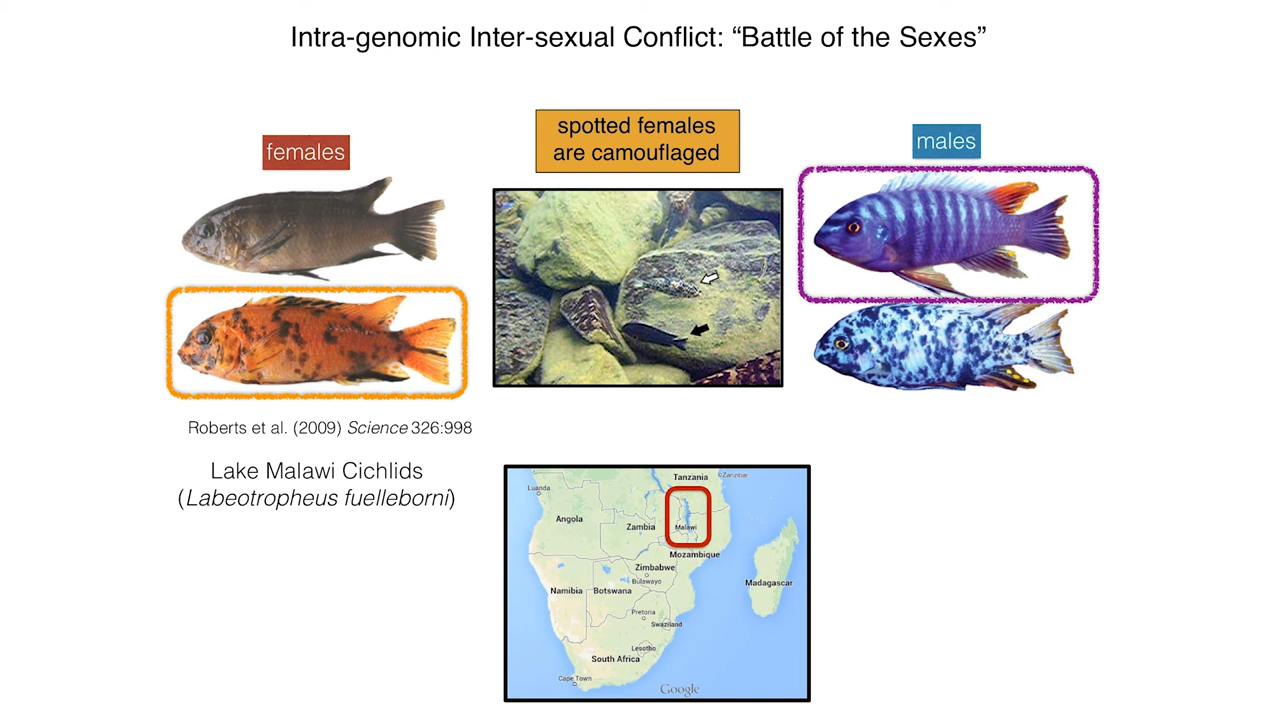 Intra-genomic Inter-sexual Conflict: “Battle of the Sexes”
females
spotted females
are camouflaged
males
Roberts et al. (2009) Science 326:998
Lake Malawi Cichlids
(Labeotropheus fuelleborni)
Tanzania
Zanzibar
Luanda
Angola
Zambia
Malawi
Mozambique
Zimbabwe
Bulawayo
Madagascar
Namibia
Botswana
Pretoria
Swaziland
Lesotho
South Africa
Cape Town
Google